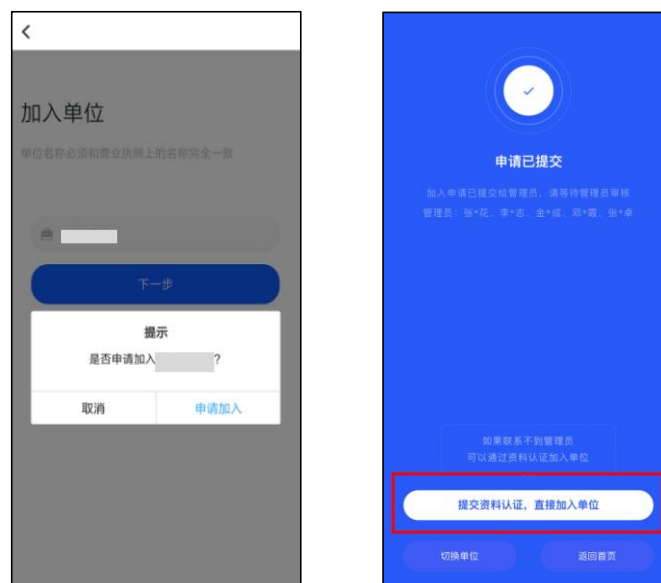 加入单位
单位名称必须和营业执照上的名称完全一致
下一步
提示
是否申请加入 ?
取消
申请加入
申请已提交
加入申请已提交给管理员，请等待管理员审核
管理员：张*花、李*志、金*成、邓*霞、张*卓
如果联系不到管理员
可以通过资料认证加入单位
提交资料认证，直接加入单位
切换单位
返回首页